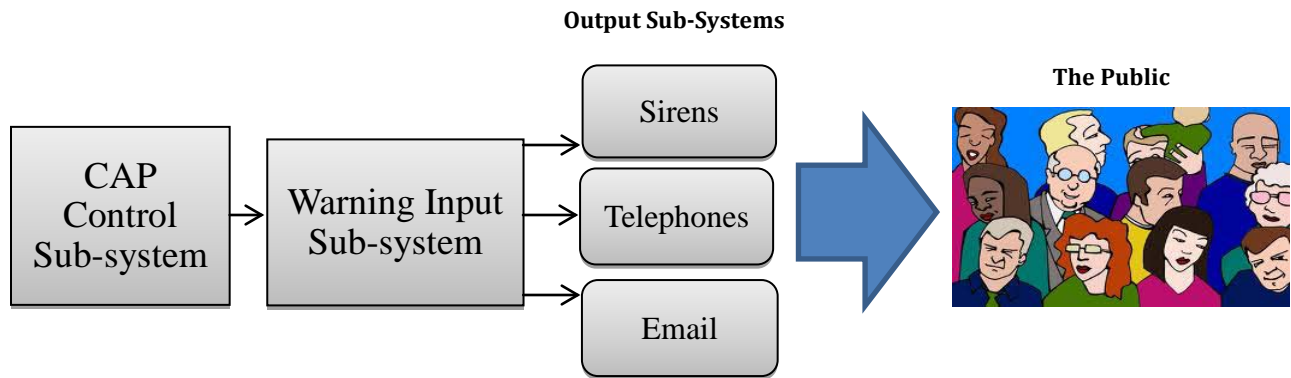 Output Sub-Systems
The Public
CAP
Control
Sub-system
Warning Input
Sub-system
Sirens
Telephones
Email